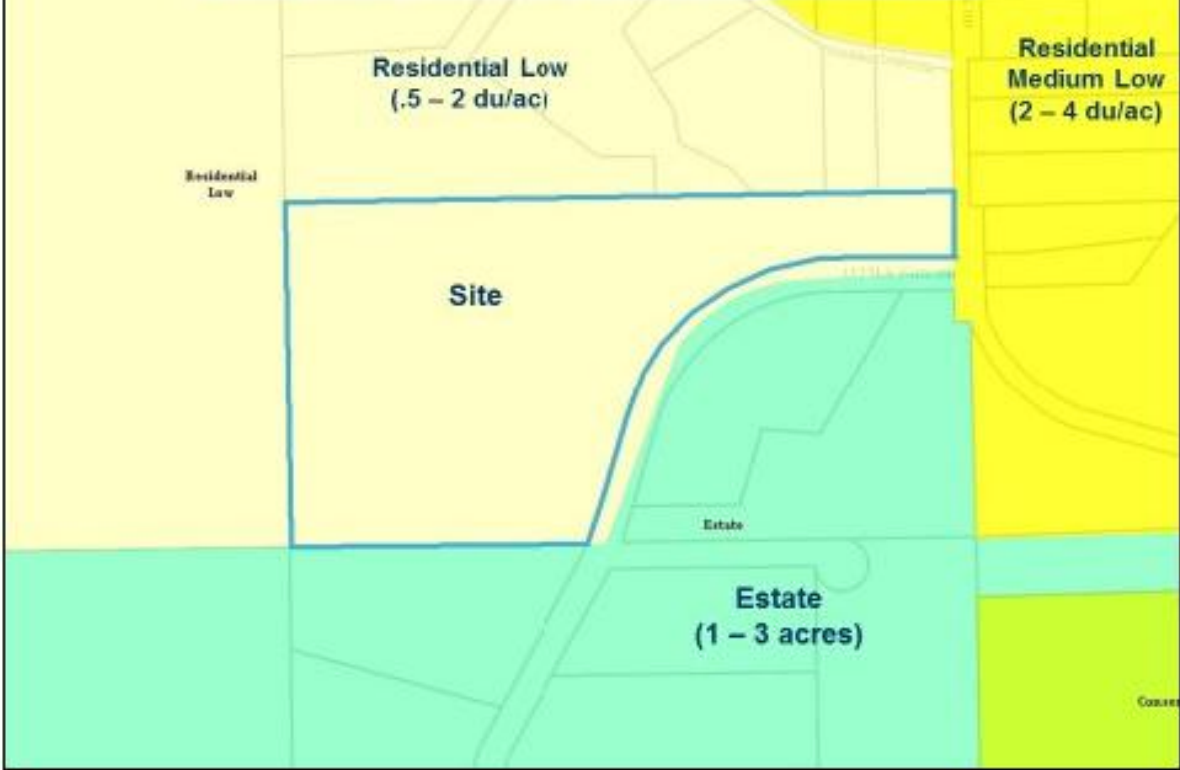 Residential Low
(.5 – 2 du/ac)
Residential
Medium Low
(2 – 4 du/ac)
Residential
Low
Site
Estate
Estate
(1 – 3 acres)